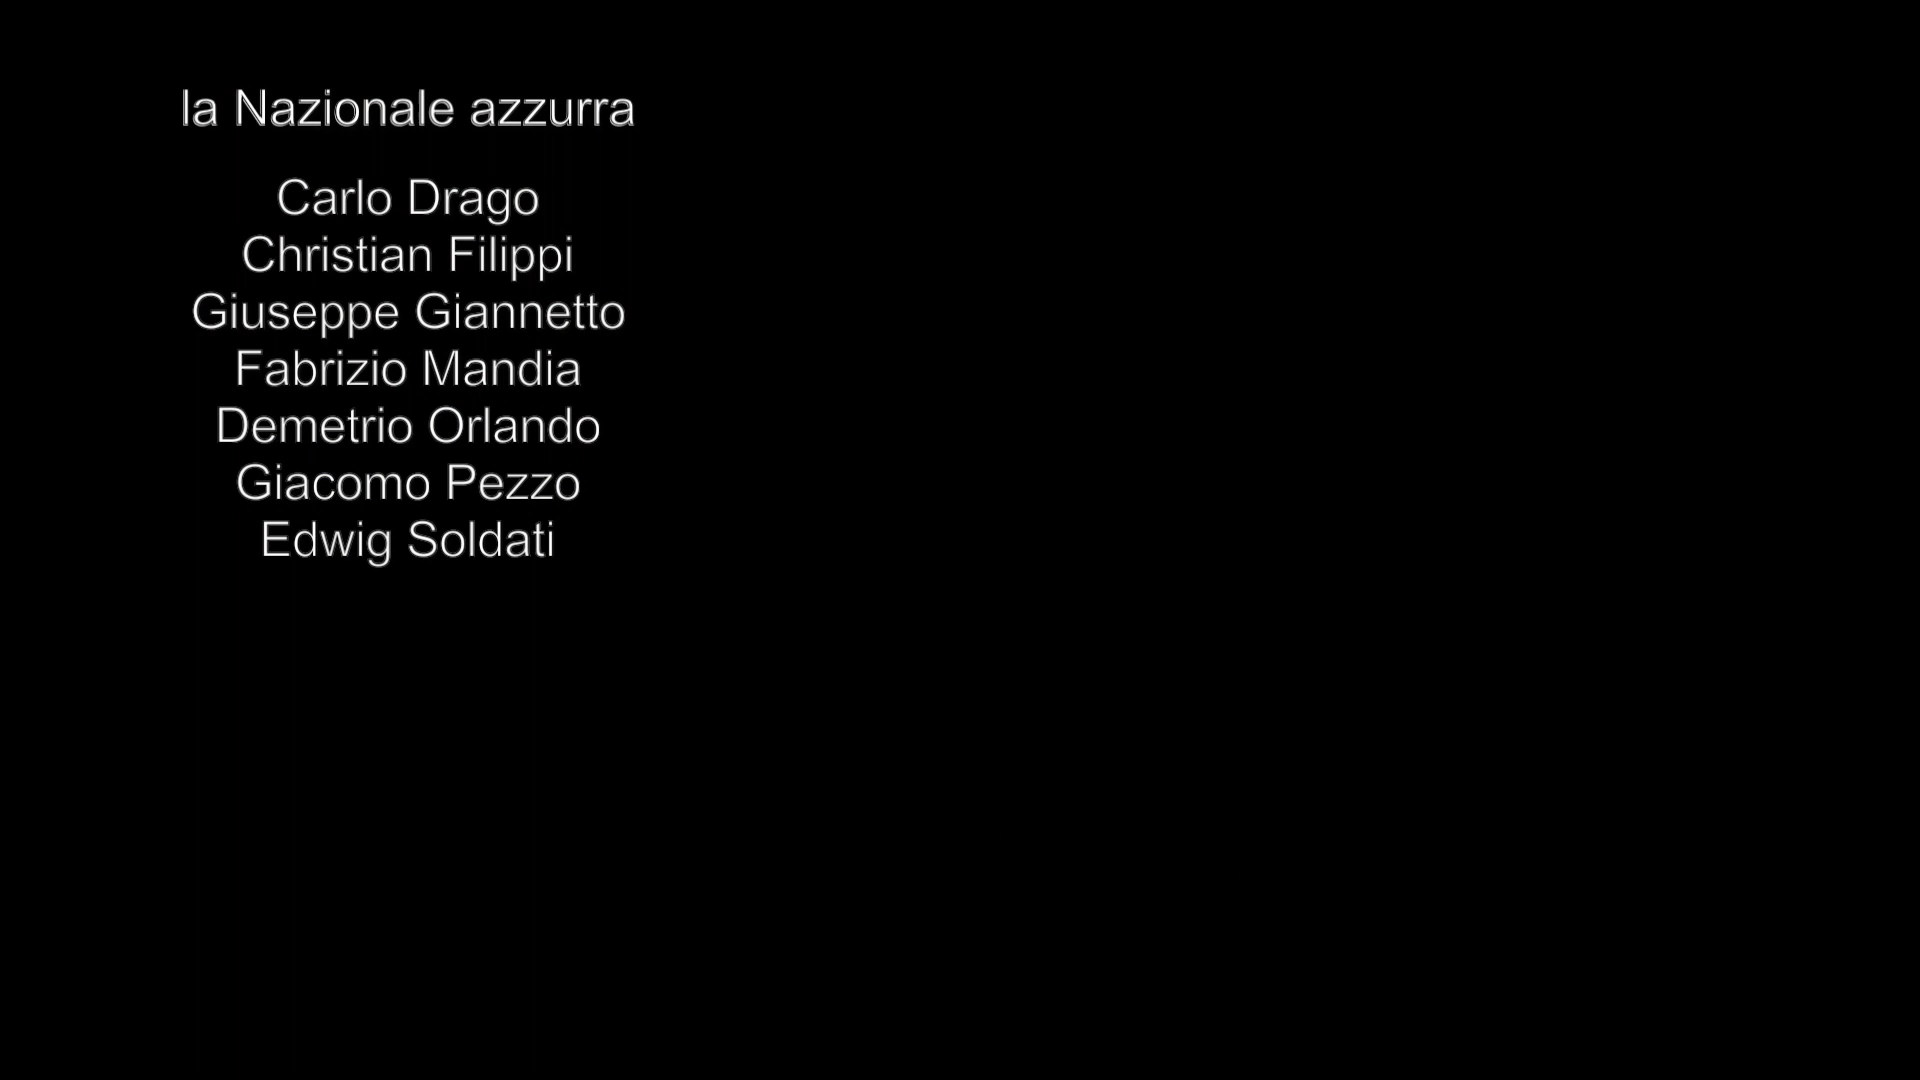 la Nazionale azzurra
Carlo Drago
Christian Filippi
Giuseppe Giannetto
Fabrizio Mandia
Demetrio Orlando
Giacomo Pezzo
Edwig Soldati